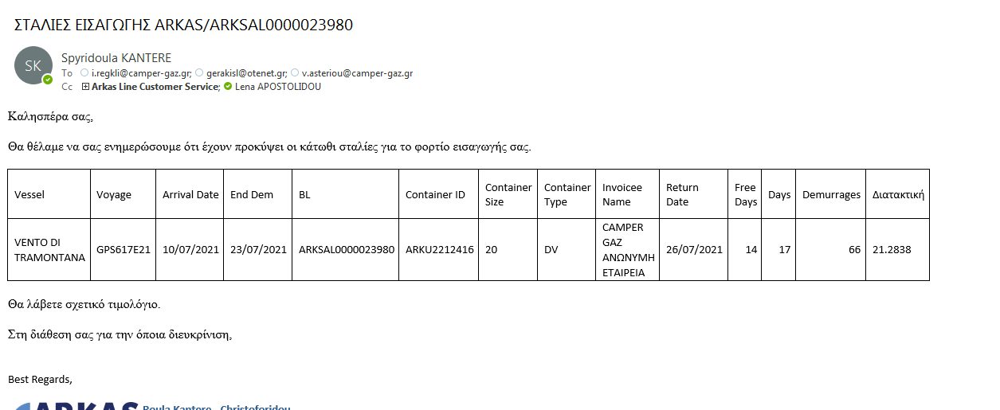 ΣΤΑΛΙΕΣ ΕΙΣΑΓΩΓΗΣ ARKAS/ARKSAL0000023980
SK
Spyridoula KANTERE
To i.regkli@camper-gaz.gr; gerakisl@otenet.gr; v.asteriou@camper-gaz.gr
Cc Arkas Line Customer Service; Lena APOSTOLIDOU
Καλησπέρα σας,
Θα θέλαμε να σας ενημερώσουμε ότι έχουν προκύψει οι κάτωθι σταλίες για το φορτίο εισαγωγής σας.
Vessel Voyage Arrival Date End Dem BL Container ID Container Size Container Type Invoicee Name Return Date Free Days Days Demurrages Διατακτική
VENTO DI TRAMONTANA GPS617E21 10/07/2021 23/07/2021 ARKSAL0000023980 ARKU2212416 20 DV CAMPER GAZ ΑΝΩΝΥΜΗ ΕΤΑΙΡΕΙΑ 26/07/2021 14 17 66 21.2838
Θα λάβετε σχετικό τιμολόγιο.
Στη διάθεση σας για την όποια διευκρίνιση,
Best Regards,
ARKAS Roula Kantere - Christoforidou